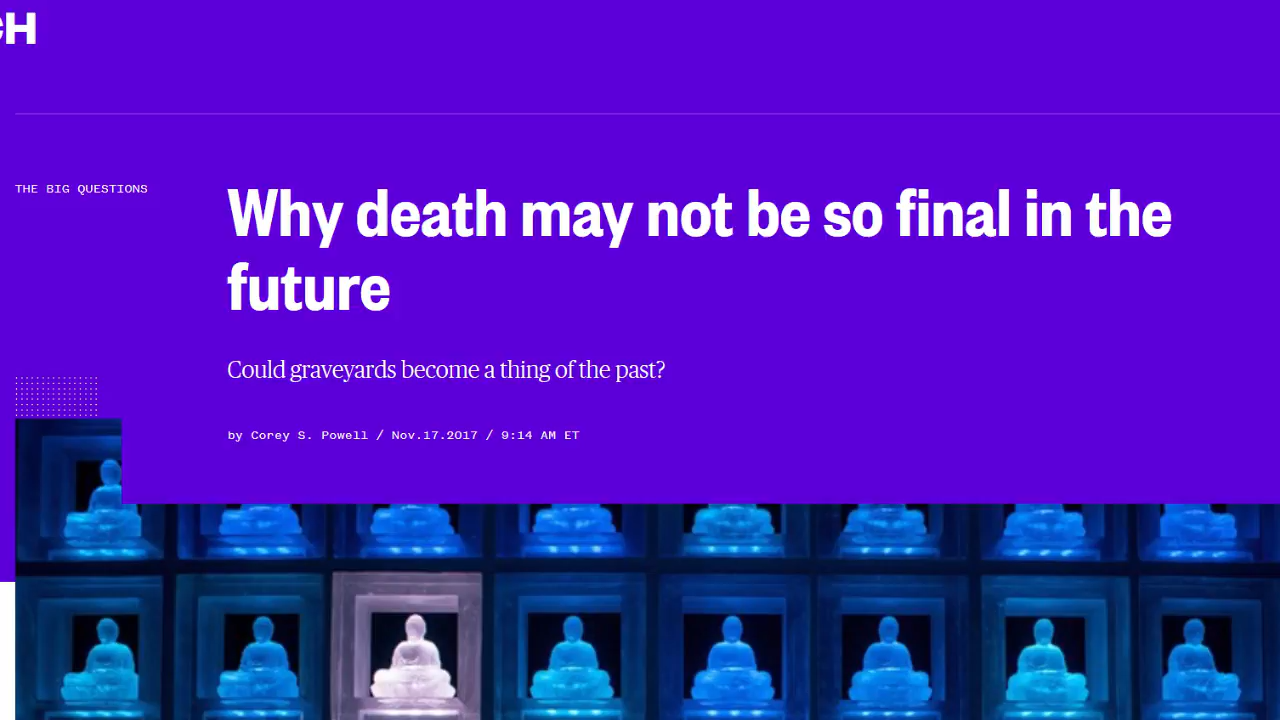 THE BIG QUESTIONS
Why death may not be so final in the
future
Could graveyards become a thing of the past?
by Corey S. Powell / Nov.17.2017 / 9:14 AM ET